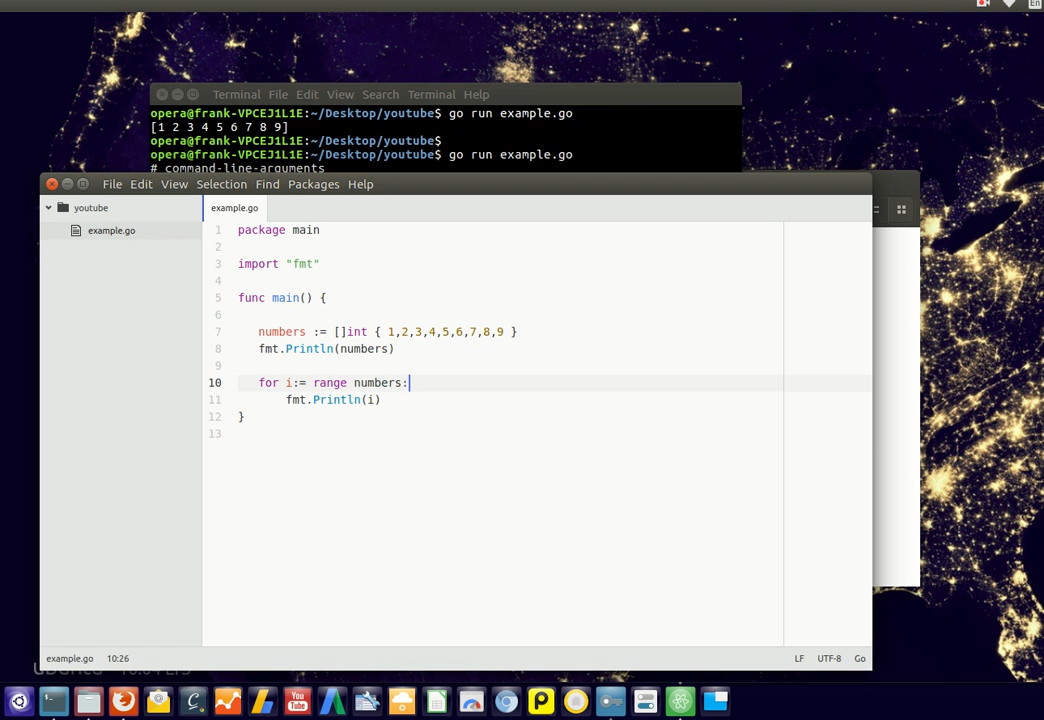 En
Terminal File Edit View Search Terminal Help
opera@frank-VPCEJ1L1E:~/Desktop/youtube$ go run example.go
[1 2 3 4 5 6 7 8 9]
opera@frank-VPCEJ1L1E:~/Desktop/youtube$
opera@frank-VPCEJ1L1E:~/Desktop/youtube$ go run example.go
# command-line-arguments
File Edit View Selection Find Packages Help
youtube
example.go
example.go
1 package main
2
3 import "fmt"
4
5 func main() {
6
7 numbers := []int { 1,2,3,4,5,6,7,8,9 }
8 fmt.Println(numbers)
9
10 for i:= range numbers:
11 fmt.Println(i)
12 }
13
example.go 10:26 LF UTF-8 Go
You
Tube